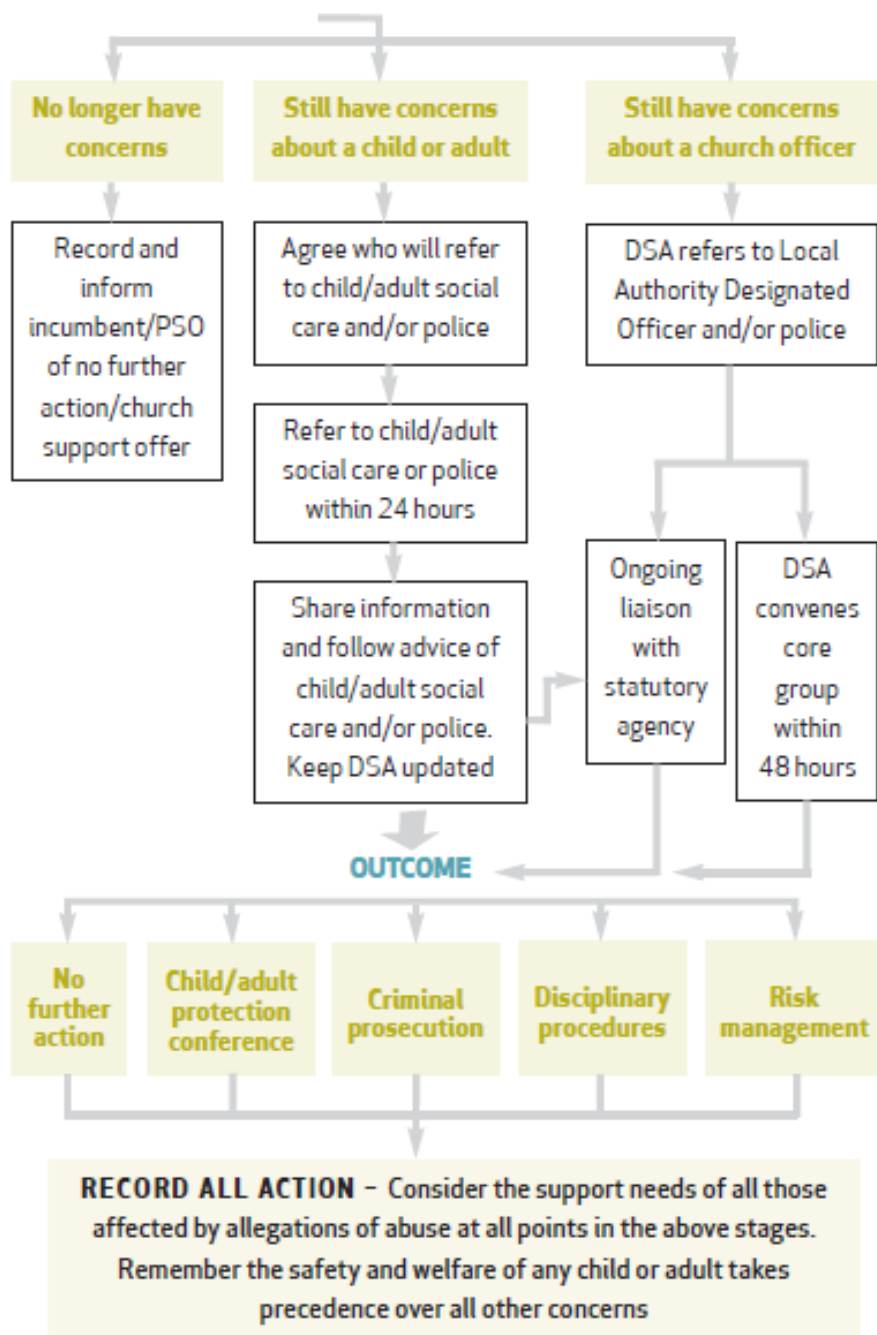 No longer have
concerns
Still have concerns
about a child or adult
Still have concerns
about a church officer
Record and
inform
incumbent/PSO
of no further
action/church
support offer
Agree who will refer
to child/adult social
care and/or police
DSA refers to Local
Authority Designated
Officer and/or police
Refer to child/adult
social care or police
within 24 hours
Share information
and follow advice of
child/adult social
care and/or police.
Keep DSA updated
Ongoing
liaison
with
statutory
agency
DSA
convenes
core
group
within
48 hours
OUTCOME
No
further
action
Child/adult
protection
conference
Criminal
prosecution
Disciplinary
procedures
Risk
management
RECORD ALL ACTION – Consider the support needs of all those
affected by allegations of abuse at all points in the above stages.
Remember the safety and welfare of any child or adult takes
precedence over all other concerns